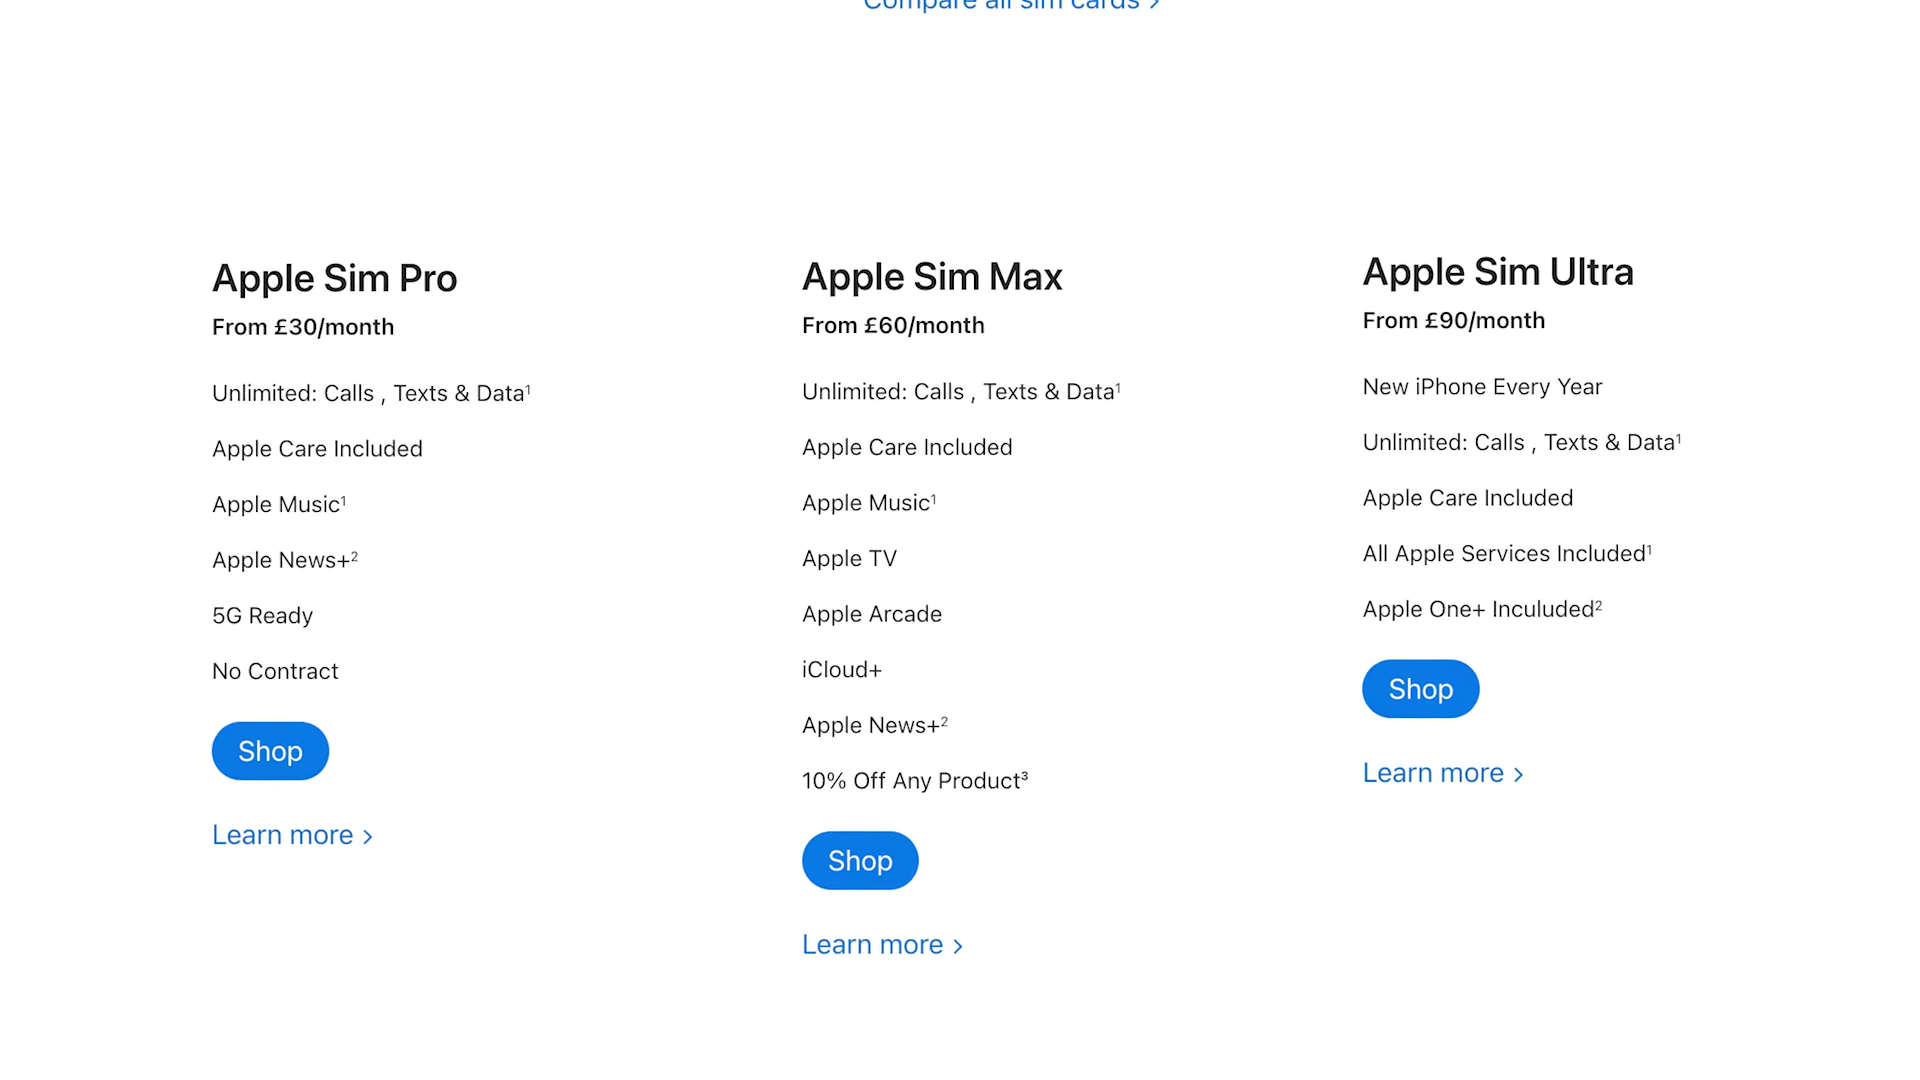 Compare all sim cards >
Apple Sim Pro
From £30/month
Unlimited: Calls , Texts & Data¹
Apple Care Included
Apple Music¹
Apple News+²
5G Ready
No Contract
Shop
Learn more >
Apple Sim Max
From £60/month
Unlimited: Calls , Texts & Data¹
Apple Care Included
Apple Music¹
Apple TV
Apple Arcade
iCloud+
Apple News+²
10% Off Any Product³
Shop
Learn more >
Apple Sim Ultra
From £90/month
New iPhone Every Year
Unlimited: Calls , Texts & Data¹
Apple Care Included
All Apple Services Included¹
Apple One+ Inculuded²
Shop
Learn more >